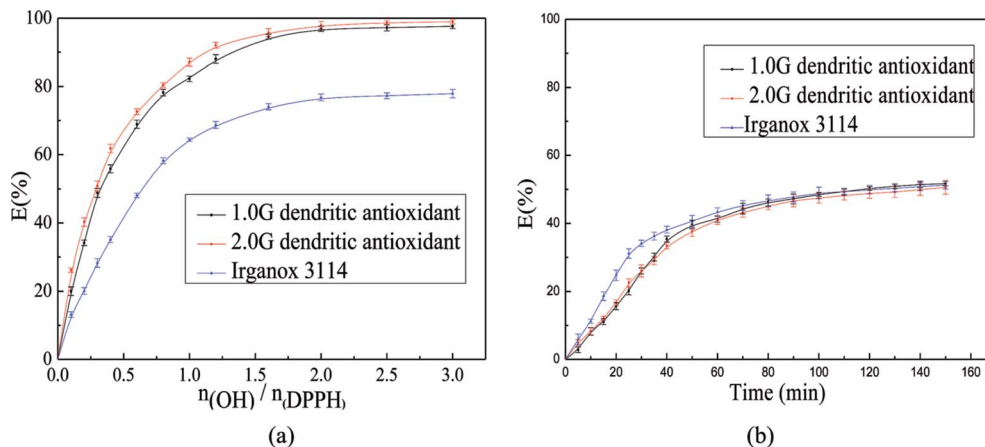 100
80
60
40
20
0
E(%)
1.0G dendritic antioxidant
2.0G dendritic antioxidant
Irganox 3114
0.0 0.5 1.0 1.5 2.0 2.5 3.0
n(OH) / n(DPPH)
(a)
100
80
60
40
20
0
E(%)
1.0G dendritic antioxidant
2.0G dendritic antioxidant
Irganox 3114
0 20 40 60 80 100 120 140 160
Time (min)
(b)